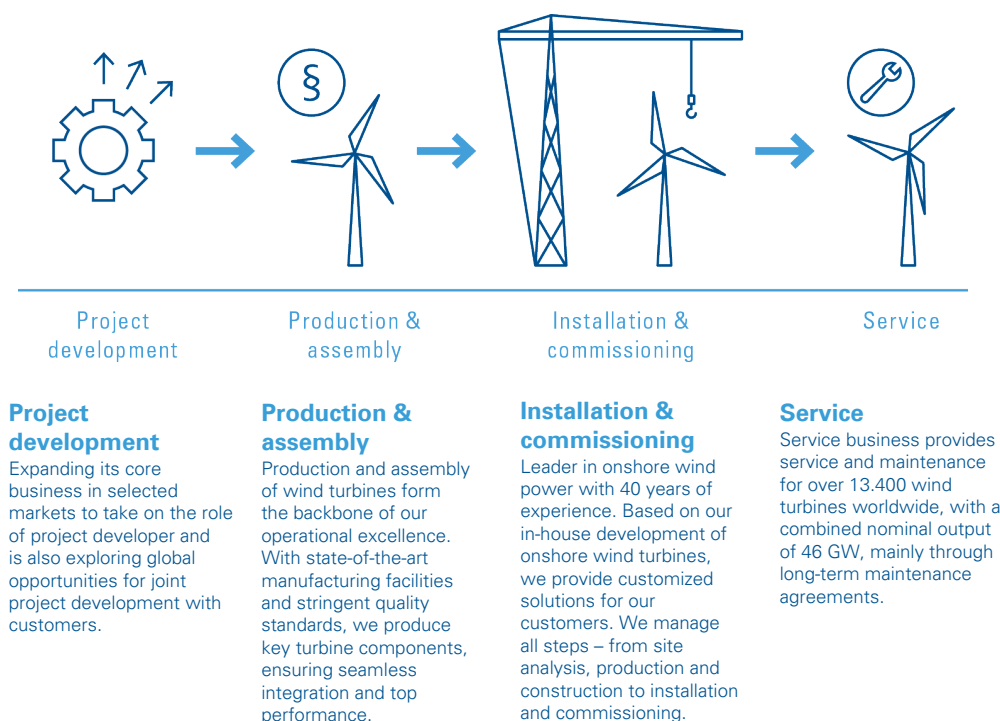 §
Project
development
Production &
assembly
Installation &
commissioning
Service
Project
development
Expanding its core
business in selected
markets to take on the role
of project developer and
is also exploring global
opportunities for joint
project development with
customers.
Production &
assembly
Production and assembly
of wind turbines form
the backbone of our
operational excellence.
With state-of-the-art
manufacturing facilities
and stringent quality
standards, we produce
key turbine components,
ensuring seamless
integration and top
performance.
Installation &
commissioning
Leader in onshore wind
power with 40 years of
experience. Based on our
in-house development of
onshore wind turbines,
we provide customized
solutions for our
customers. We manage
all steps – from site
analysis, production and
construction to installation
and commissioning.
Service
Service business provides
service and maintenance
for over 13.400 wind
turbines worldwide, with a
combined nominal output
of 46 GW, mainly through
long-term maintenance
agreements.